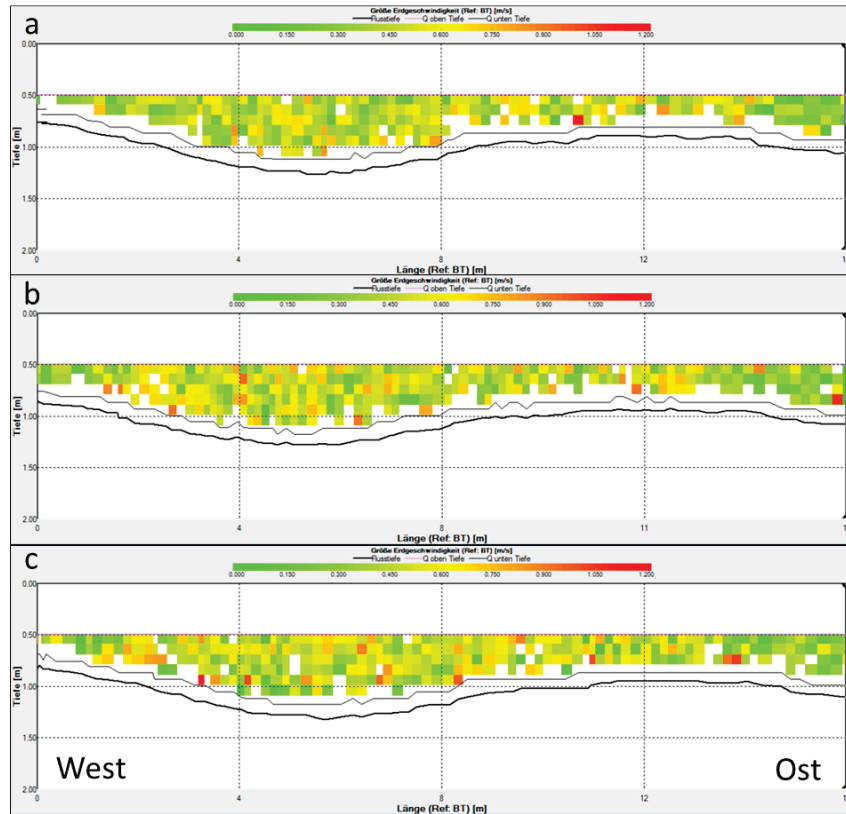 a
Größe Erdgeschwindigkeit (Ref: BT) [m/s]
Flusstiefe Q oben Tiefe Q unten Tiefe
0.000 0.150 0.300 0.450 0.600 0.750 0.900 1.050 1.200
Tiefe [m]
0.00
0.50
1.00
1.50
2.00
0 4 8 12
Länge (Ref: BT) [m]
b
Größe Erdgeschwindigkeit (Ref: BT) [m/s]
Flusstiefe Q oben Tiefe Q unten Tiefe
0.000 0.150 0.300 0.450 0.600 0.750 0.900 1.050 1.200
Tiefe [m]
0.00
0.50
1.00
1.50
2.00
0 4 8 11
Länge (Ref: BT) [m]
c
Größe Erdgeschwindigkeit (Ref: BT) [m/s]
Flusstiefe Q oben Tiefe Q unten Tiefe
0.000 0.150 0.300 0.450 0.600 0.750 0.900 1.050 1.200
Tiefe [m]
0.00
0.50
1.00
1.50
2.00
West Ost
0 4 8 12
Länge (Ref: BT) [m]